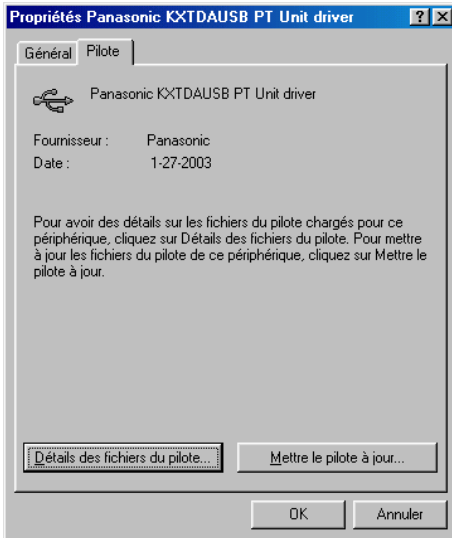 Propriétés Panasonic KXTDAUSB PT Unit driver
Général Pilote
Panasonic KXTDAUSB PT Unit driver
Fournisseur : Panasonic
Date : 1-27-2003
Pour avoir des détails sur les fichiers du pilote chargés pour ce
périphérique, cliquez sur Détails des fichiers du pilote. Pour mettre
à jour les fichiers du pilote de ce périphérique, cliquez sur Mettre le
pilote à jour.
Détails des fichiers du pilote... Mettre le pilote à jour...
OK Annuler